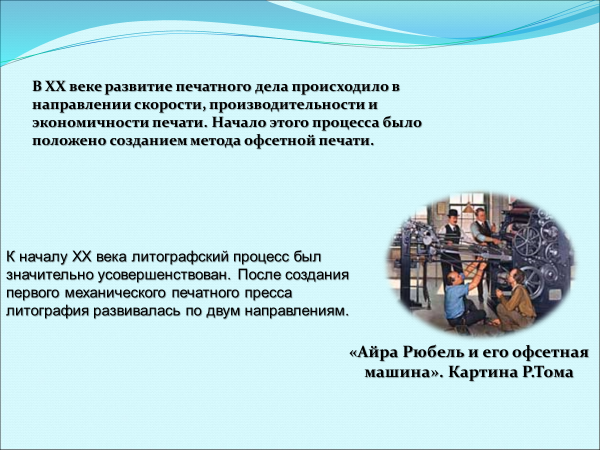 В XX веке развитие печатного дела происходило в
направлении скорости, производительности и
экономичности печати. Начало этого процесса было
положено созданием метода офсетной печати.
К началу XX века литографский процесс был
значительно усовершенствован. После создания
первого механического печатного пресса
литография развивалась по двум направлениям.
«Айра Рюбель и его офсетная
машина». Картина Р.Тома